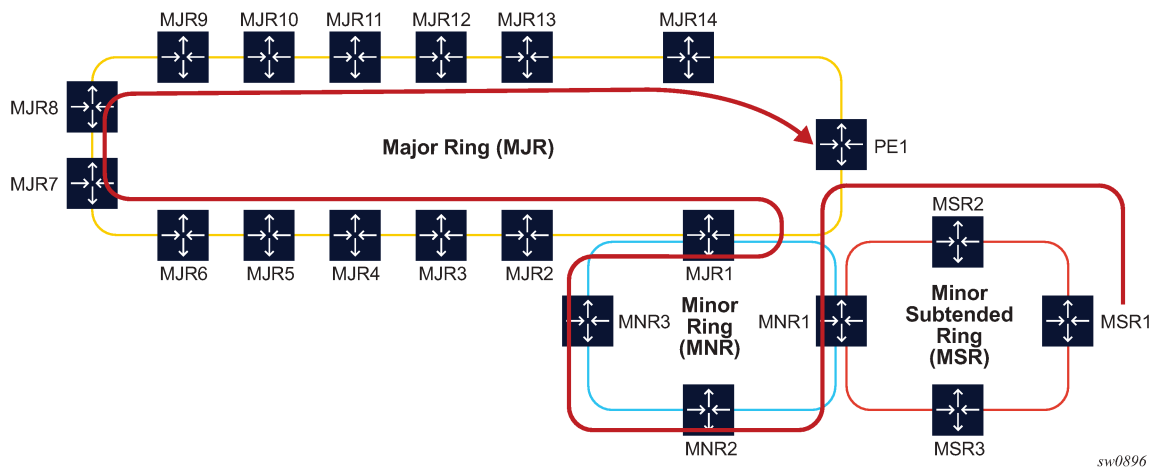 MJR9
MJR10
MJR11
MJR12
MJR13
MJR14
MJR8
Major Ring (MJR)
PE1
MJR7
MSR2
MJR6
MJR5
MJR4
MJR3
MJR2
MJR1
MNR3
Minor
Ring
(MNR)
MNR1
Minor
Subtended
Ring
(MSR)
MSR1
MNR2
MSR3
sw0896